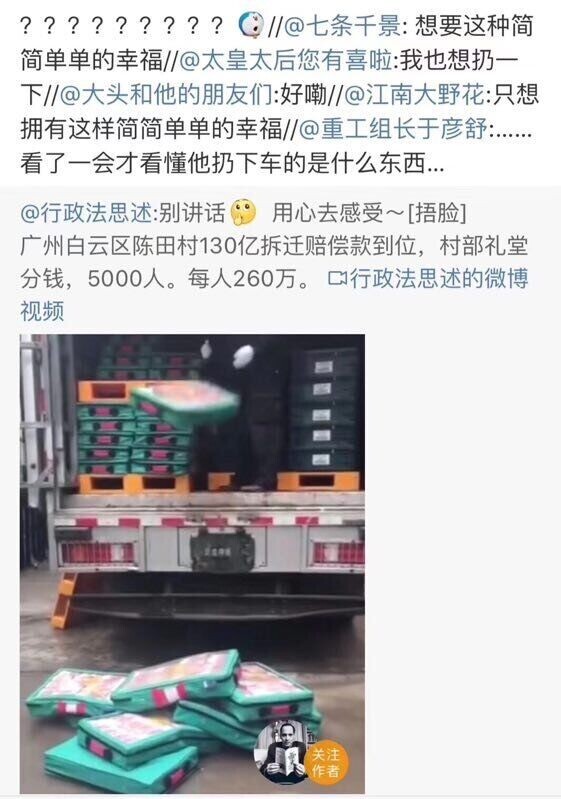 ？？？？？？？？？//@七条千景: 想要这种简
简单单的幸福//@太皇太后您有喜啦:我也想扔一
下//@大头和他的朋友们:好嘞//@江南大野花:只想
拥有这样简简单单的幸福//@重工组长于彦舒:......
看了一会才看懂他扔下车的是什么东西...
@行政法思述:别讲话 用心去感受～[捂脸]
广州白云区陈田村130亿拆迁赔偿款到位，村部礼堂
分钱，5000人。每人260万。 行政法思述的微博
视频
关注
作者